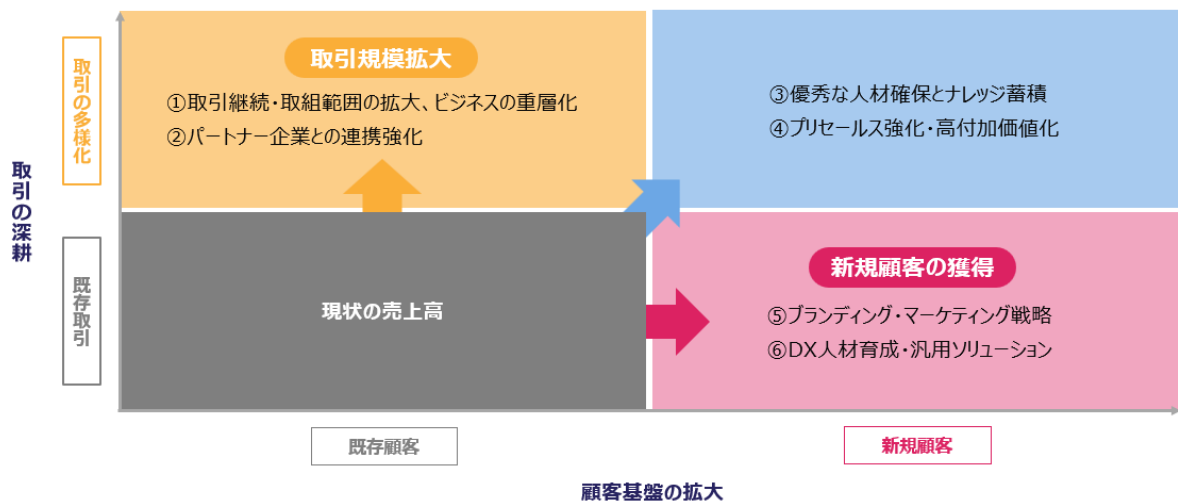 取引の深耕
取引の多様化
取引規模拡大
①取引継続・取組範囲の拡大、ビジネスの重層化
②パートナー企業との連携強化
③優秀な人材確保とナレッジ蓄積
④プリセールス強化・高付加価値化
既存取引
現状の売上高
新規顧客の獲得
⑤ブランディング・マーケティング戦略
⑥DX人材育成・汎用ソリューション
既存顧客
新規顧客
顧客基盤の拡大